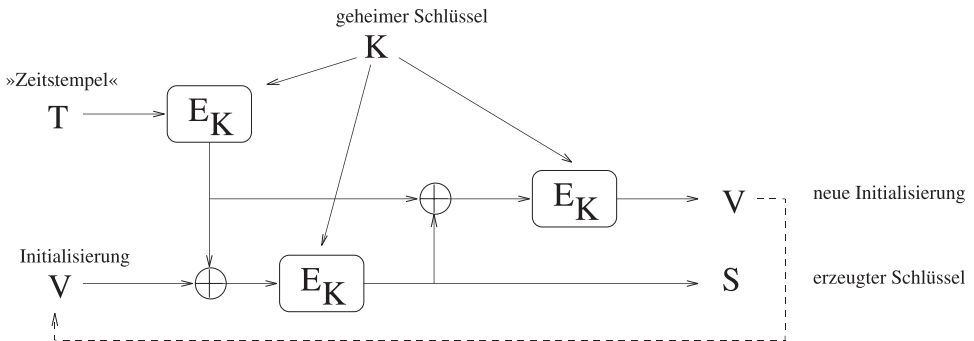 geheimer Schlüssel
K
»Zeitstempel«
T
E_K
E_K
V
neue Initialisierung
Initialisierung
V
E_K
S
erzeugter Schlüssel